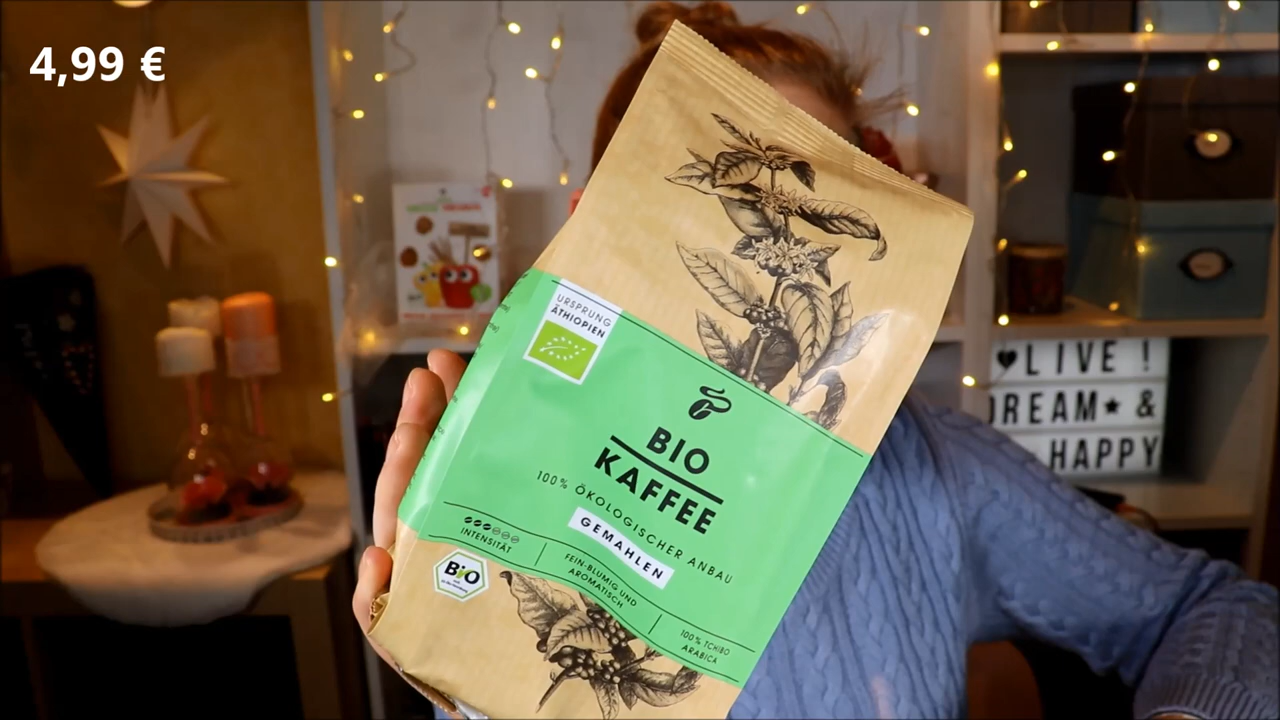 4,99 €
URSPRUNG
ÄTHIOPIEN
BIO
KAFFEE
100% ÖKOLOGISCHER ANBAU
GEMAHLEN
INTENSITÄT
FEIN-BLUMIG UND
AROMATISCH
100% TCHIBO
ARABICA
BIO
LIVE !
DREAM★ &
HAPPY